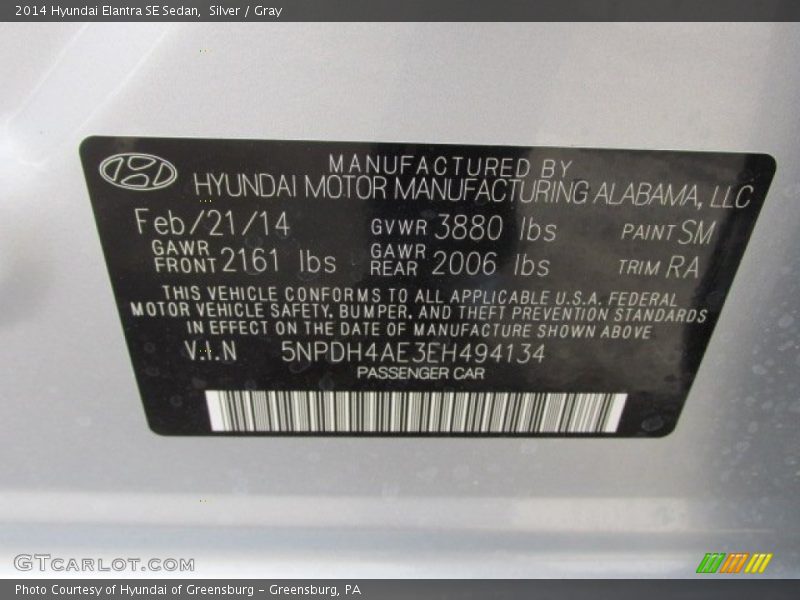 2014 Hyundai Elantra SE Sedan, Silver / Gray
MANUFACTURED BY
HYUNDAI MOTOR MANUFACTURING ALABAMA, LLC
Feb/21/14 GVWR 3880 lbs PAINT SM
GAWR FRONT 2161 lbs GAWR REAR 2006 lbs TRIM RA
THIS VEHICLE CONFORMS TO ALL APPLICABLE U.S.A. FEDERAL
MOTOR VEHICLE SAFETY, BUMPER, AND THEFT PREVENTION STANDARDS
IN EFFECT ON THE DATE OF MANUFACTURE SHOWN ABOVE
V.I.N 5NPDH4AE3EH494134
PASSENGER CAR
GTCARLOT.COM
Photo Courtesy of Hyundai of Greensburg - Greensburg, PA